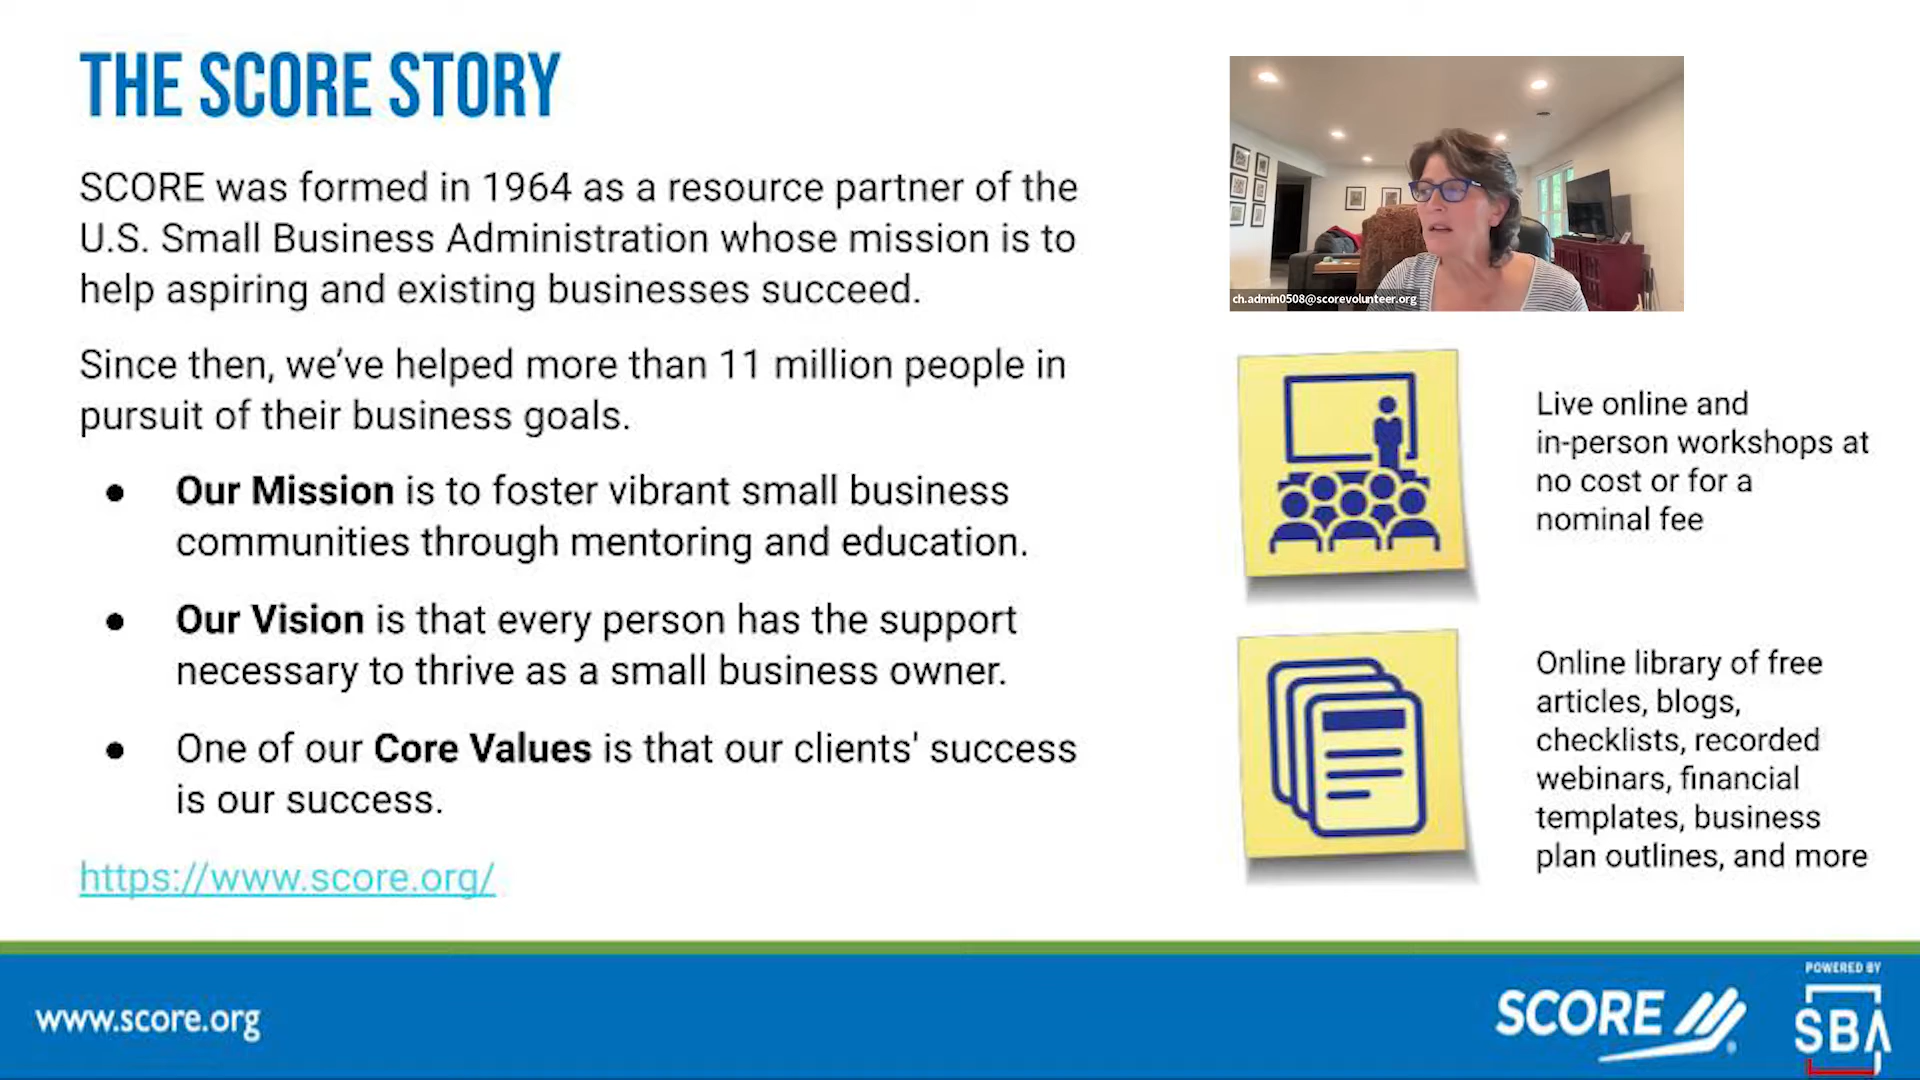 THE SCORE STORY
SCORE was formed in 1964 as a resource partner of the
U.S. Small Business Administration whose mission is to
help aspiring and existing businesses succeed.
Since then, we’ve helped more than 11 million people in
pursuit of their business goals.
● Our Mission is to foster vibrant small business
communities through mentoring and education.
● Our Vision is that every person has the support
necessary to thrive as a small business owner.
● One of our Core Values is that our clients' success
is our success.
https://www.score.org/
ch.admin0508@scorevolunteer.org
Live online and
in-person workshops at
no cost or for a
nominal fee
Online library of free
articles, blogs,
checklists, recorded
webinars, financial
templates, business
plan outlines, and more
www.score.org
SCORE
POWERED BY
SBA